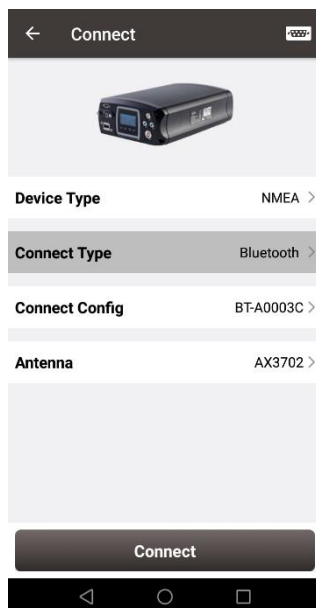 Connect
Device Type NMEA
Connect Type Bluetooth
Connect Config BT-A0003C
Antenna AX3702
Connect